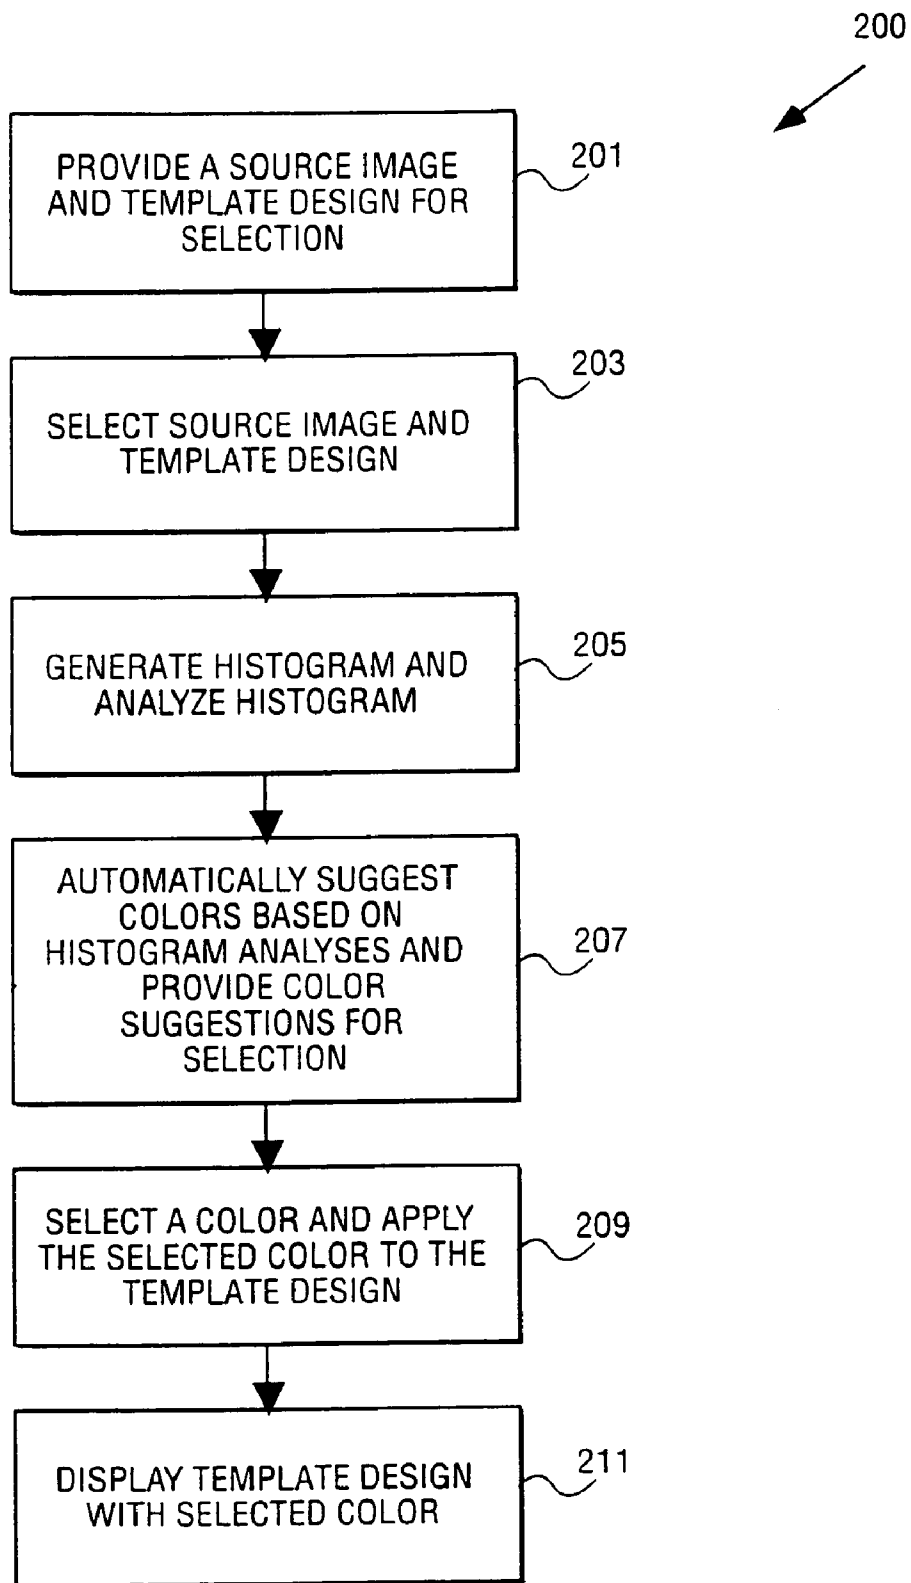 200
PROVIDE A SOURCE IMAGE
AND TEMPLATE DESIGN FOR
SELECTION
201
SELECT SOURCE IMAGE AND
TEMPLATE DESIGN
203
GENERATE HISTOGRAM AND
ANALYZE HISTOGRAM
205
AUTOMATICALLY SUGGEST
COLORS BASED ON
HISTOGRAM ANALYSES AND
PROVIDE COLOR
SUGGESTIONS FOR
SELECTION
207
SELECT A COLOR AND APPLY
THE SELECTED COLOR TO THE
TEMPLATE DESIGN
209
DISPLAY TEMPLATE DESIGN
WITH SELECTED COLOR
211